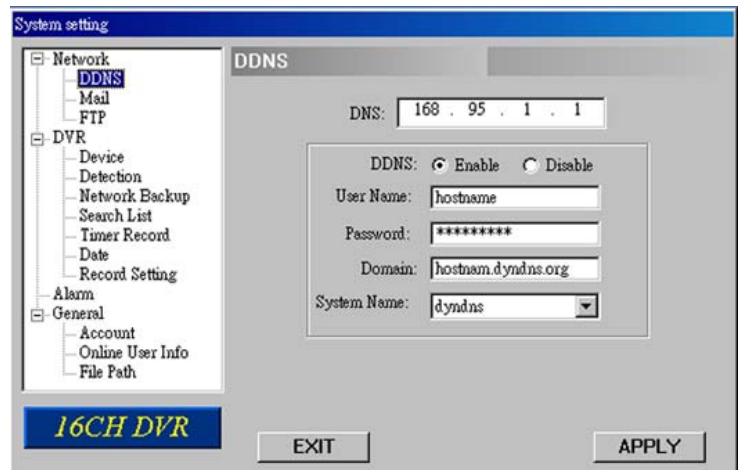 System setting
Network
DDNS
Mail
FTP
DVR
Device
Detection
Network Backup
Search List
Timer Record
Date
Record Setting
Alarm
General
Account
Online User Info
File Path
16CH DVR
DDNS
DNS: 168 . 95 . 1 . 1
DDNS: Enable Disable
User Name: hostname
Password: *********
Domain: hostnam.dyndns.org
System Name: dyndns
EXIT APPLY